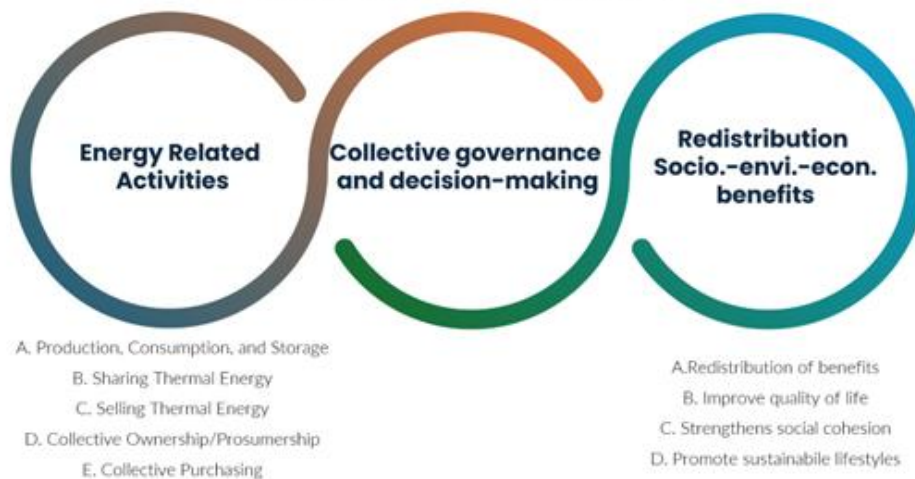 Energy Related
Activities
Collective governance
and decision-making
Redistribution
Socio.-envi.-econ.
benefits
A. Production, Consumption, and Storage
B. Sharing Thermal Energy
C. Selling Thermal Energy
D. Collective Ownership/Prosumership
E. Collective Purchasing
A.Redistribution of benefits
B. Improve quality of life
C. Strengthens social cohesion
D. Promote sustainabile lifestyles